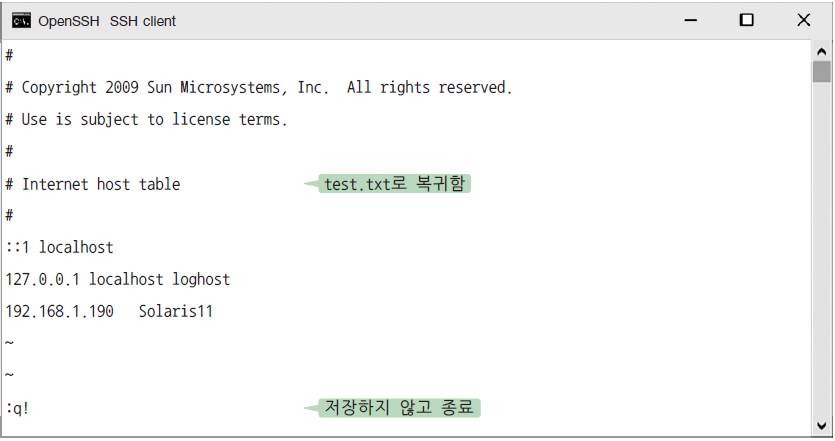 OpenSSH SSH client
#
# Copyright 2009 Sun Microsystems, Inc.  All rights reserved.
# Use is subject to license terms.
#
# Internet host table test.txt로 복귀함
#
::1 localhost
127.0.0.1 localhost loghost
192.168.1.190   Solaris11
~
~
:q! 저장하지 않고 종료